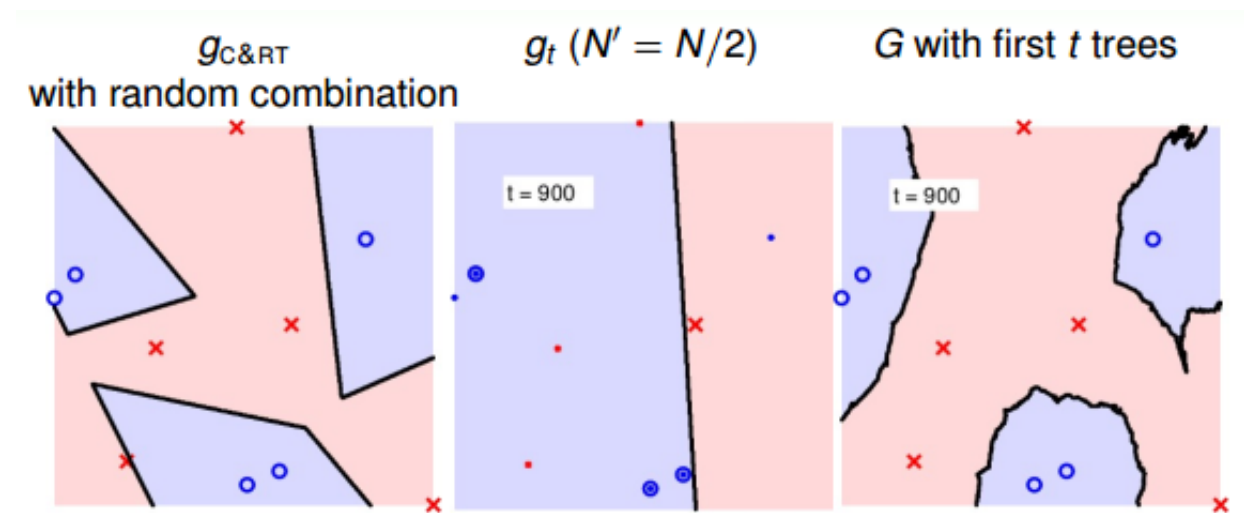 g_C&RT
with random combination
g_t (N′ = N/2)
G with first t trees
t = 900
t = 900